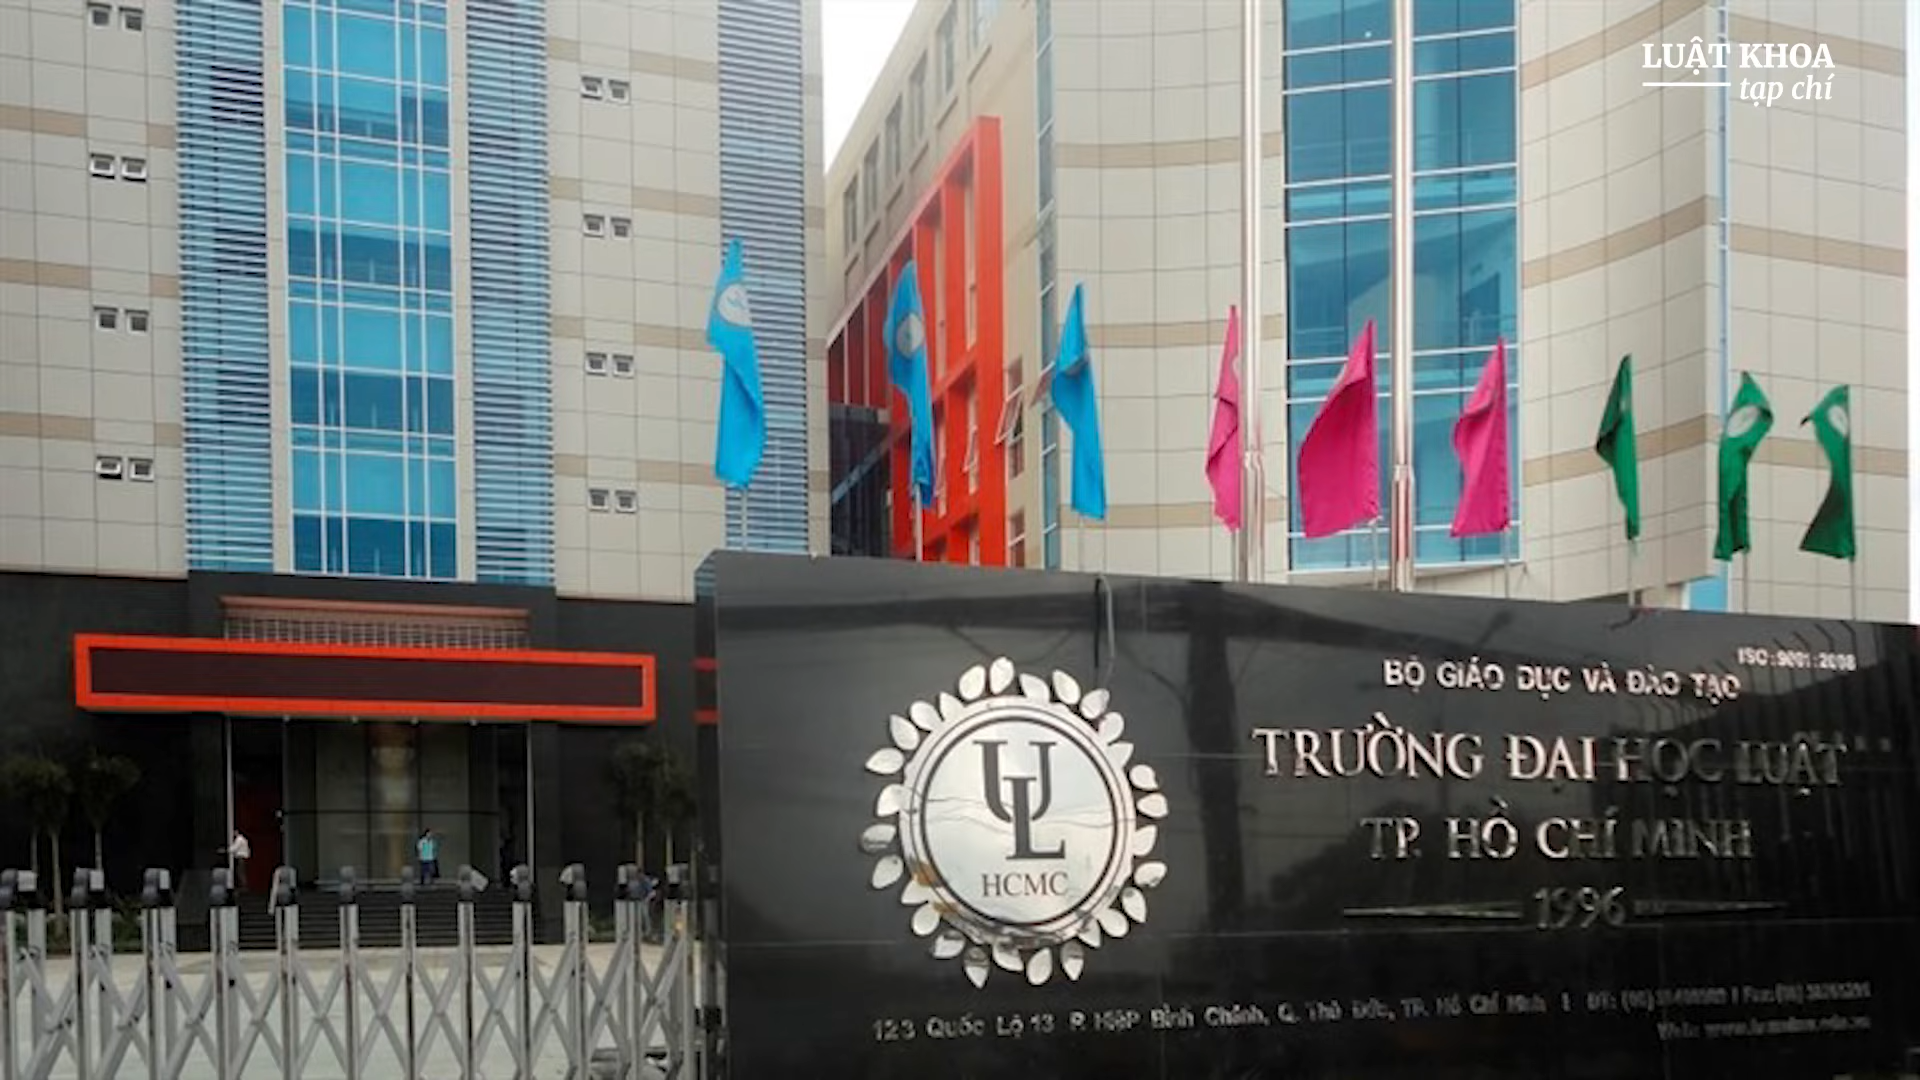 LUẬT KHOA
tạp chí
ISO:9001:2008
BỘ GIÁO DỤC VÀ ĐÀO TẠO
TRƯỜNG ĐẠI HỌC LUẬT
TP. HỒ CHÍ MINH
1996
UL
HCMC
123 Quốc Lộ 13 P. Hiệp Bình Chánh, Q. Thủ Đức, TP. Hồ Chí Minh